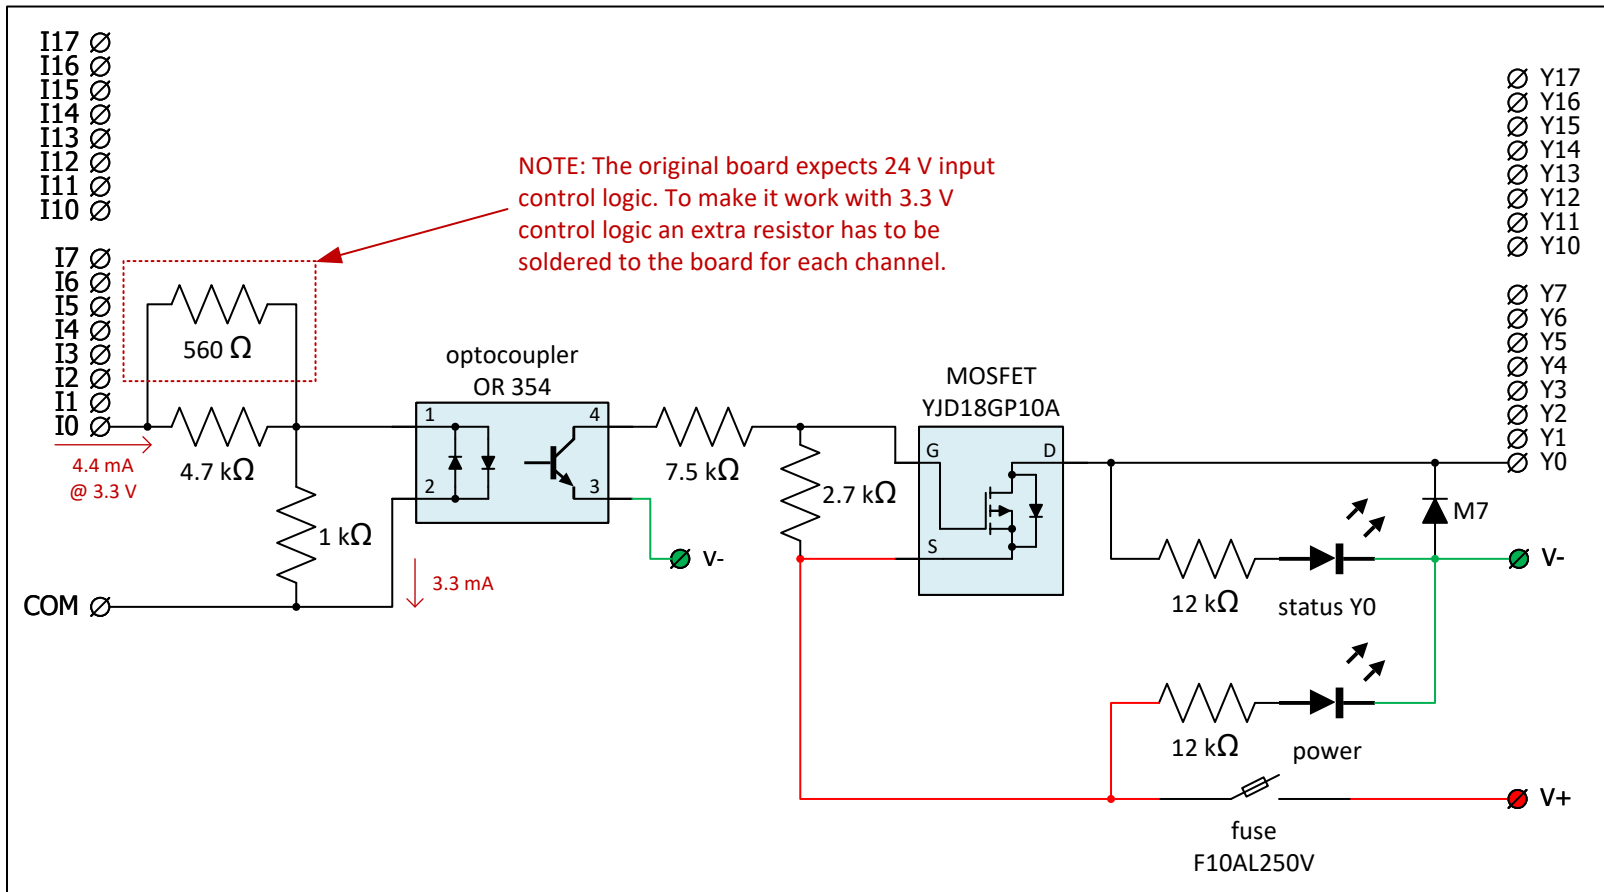 I17
I16
I15
I14
I13
I12
I11
I10
I7
I6
I5
I4
I3
I2
I1
I0
COM
4.4 mA
@ 3.3 V
560 Ω
4.7 kΩ
1 kΩ
3.3 mA
NOTE: The original board expects 24 V input
control logic. To make it work with 3.3 V
control logic an extra resistor has to be
soldered to the board for each channel.
optocoupler
OR 354
1
2
4
3
V-
7.5 kΩ
2.7 kΩ
MOSFET
YJD18GP10A
G
D
S
12 kΩ
status Y0
M7
12 kΩ
power
fuse
F10AL250V
Y17
Y16
Y15
Y14
Y13
Y12
Y11
Y10
Y7
Y6
Y5
Y4
Y3
Y2
Y1
Y0
V-
V+